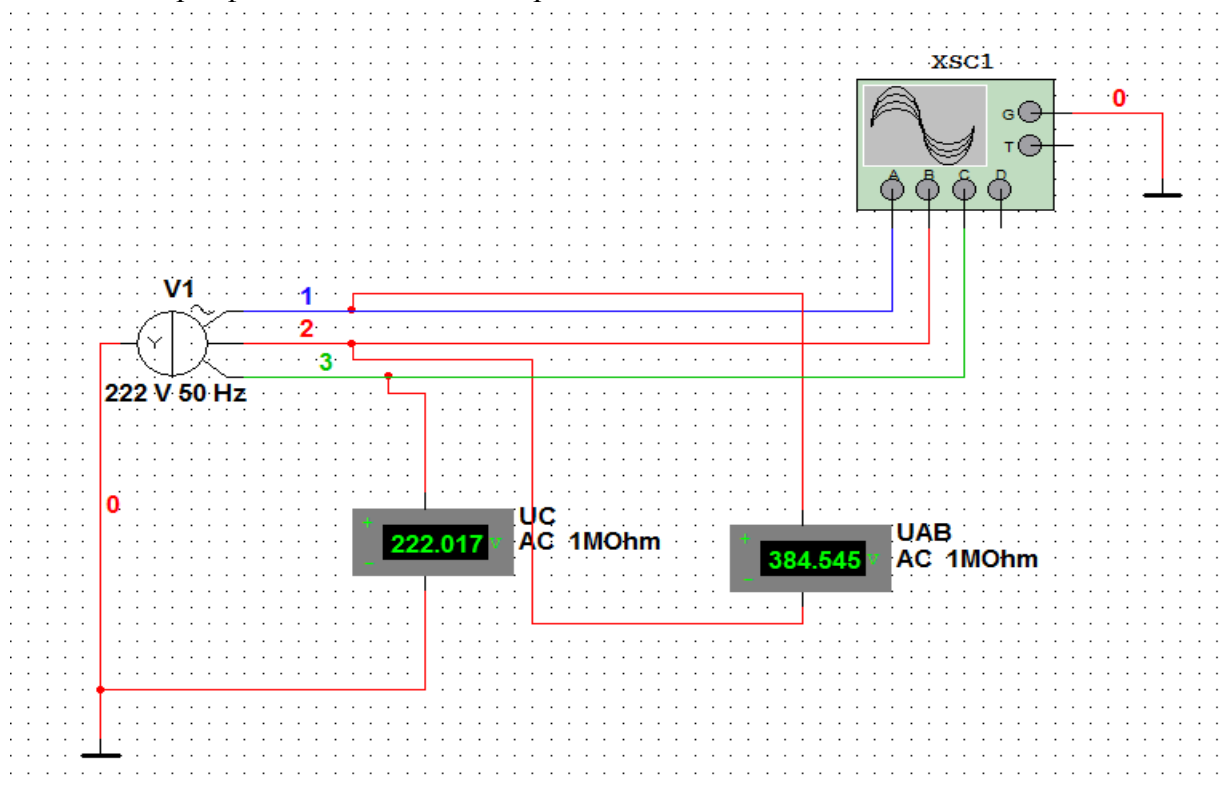 XSC1
0
G
T
A B C D
V1
1
2
3
Y
222 V 50 Hz
0
UC
+
222.017 V
AC 1MOhm
–
UAB
+
384.545 V
AC 1MOhm
–